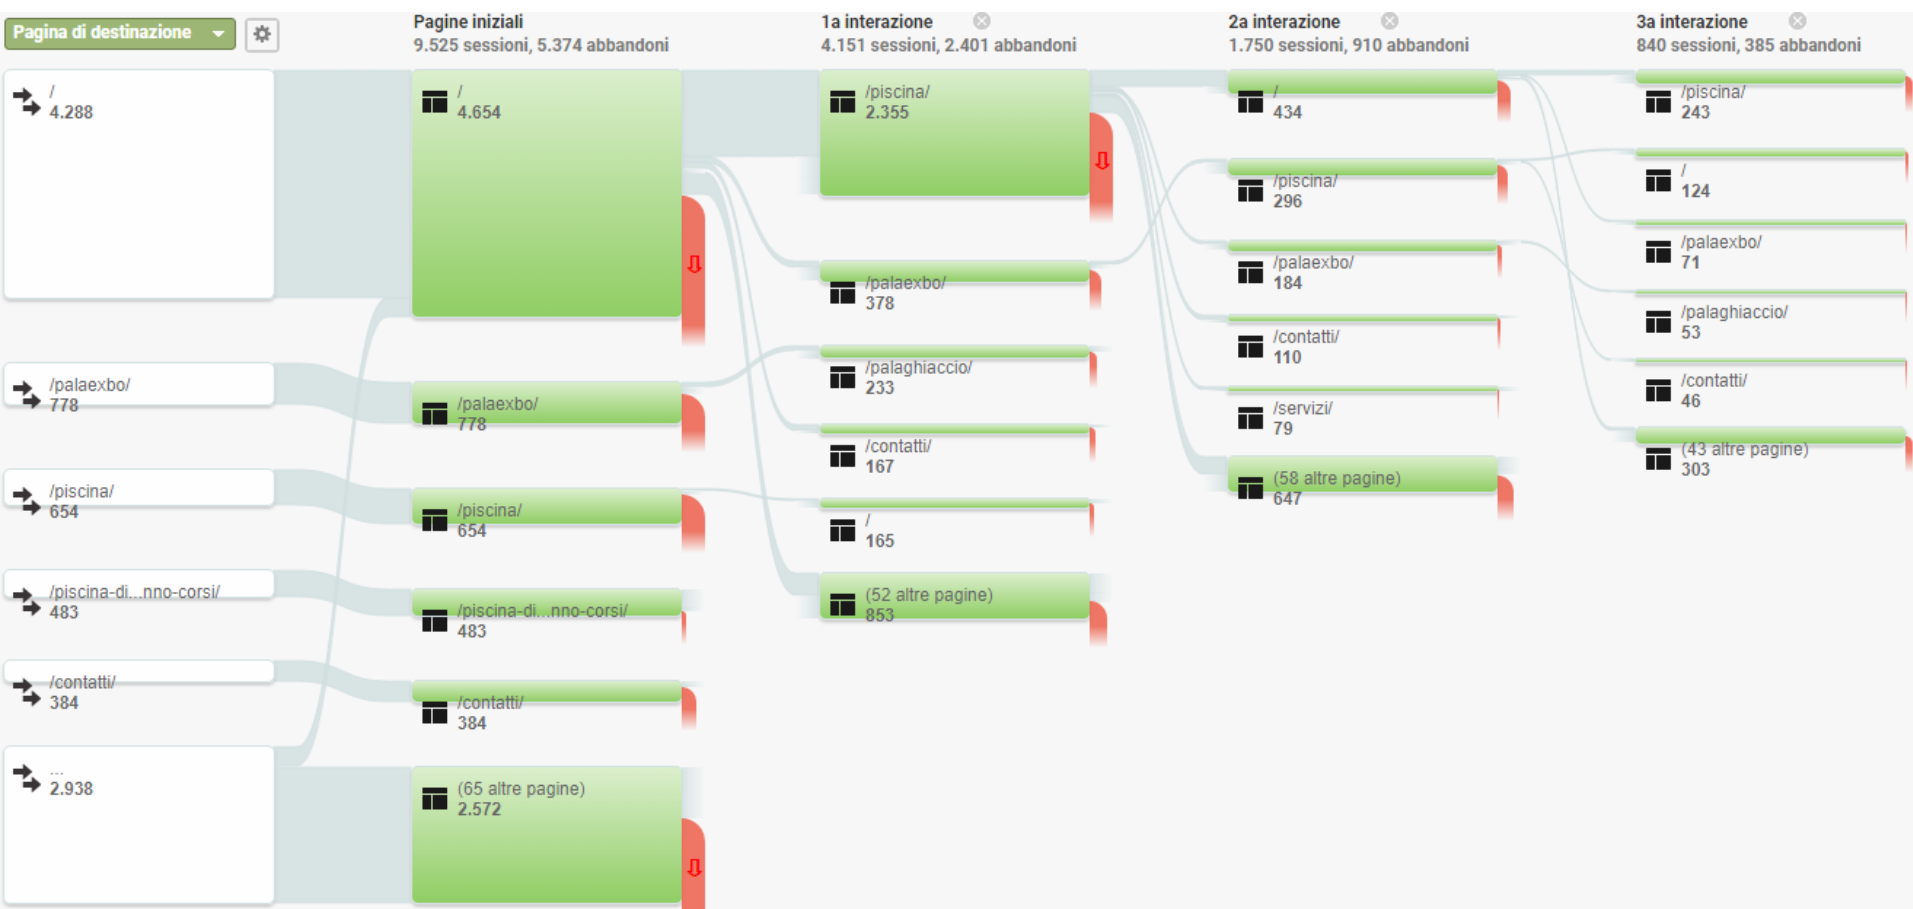 Pagina di destinazione
Pagine iniziali
9.525 sessioni, 5.374 abbandoni
1a interazione
4.151 sessioni, 2.401 abbandoni
2a interazione
1.750 sessioni, 910 abbandoni
3a interazione
840 sessioni, 385 abbandoni
/
4.288
/palaexbo/
778
/piscina/
654
/piscina-di...nno-corsi/
483
/contatti/
384
...
2.938
/
4.654
/palaexbo/
778
/piscina/
654
/piscina-di...nno-corsi/
483
/contatti/
384
(65 altre pagine)
2.572
/piscina/
2.355
/palaexbo/
378
/palaghiaccio/
233
/contatti/
167
/
165
(52 altre pagine)
853
/
434
/piscina/
296
/palaexbo/
184
/contatti/
110
/servizi/
79
(58 altre pagine)
647
/piscina/
243
/
124
/palaexbo/
71
/palaghiaccio/
53
/contatti/
46
(43 altre pagine)
303